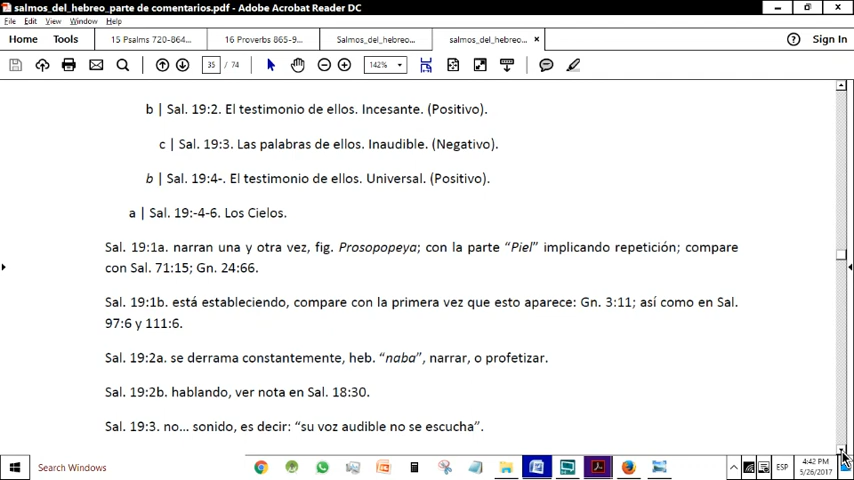 salmos_del_hebreo_parte de comentarios.pdf - Adobe Acrobat Reader DC
File Edit View Window Help
Home Tools 15 Psalms 720-864... 16 Proverbs 865-9... Salmos_del_hebreo... salmos_del_hebreo... × ? Sign In
35 / 74 142%
b | Sal. 19:2. El testimonio de ellos. Incesante. (Positivo).
c | Sal. 19:3. Las palabras de ellos. Inaudible. (Negativo).
b | Sal. 19:4-. El testimonio de ellos. Universal. (Positivo).
a | Sal. 19:-4-6. Los Cielos.
Sal. 19:1a. narran una y otra vez, fig. Prosopopeya; con la parte “Piel” implicando repetición; compare
con Sal. 71:15; Gn. 24:66.
Sal. 19:1b. está estableciendo, compare con la primera vez que esto aparece: Gn. 3:11; así como en Sal.
97:6 y 111:6.
Sal. 19:2a. se derrama constantemente, heb. “naba”, narrar, o profetizar.
Sal. 19:2b. hablando, ver nota en Sal. 18:30.
Sal. 19:3. no... sonido, es decir: “su voz audible no se escucha”.
Search Windows ESP 4:42 PM
5/26/2017